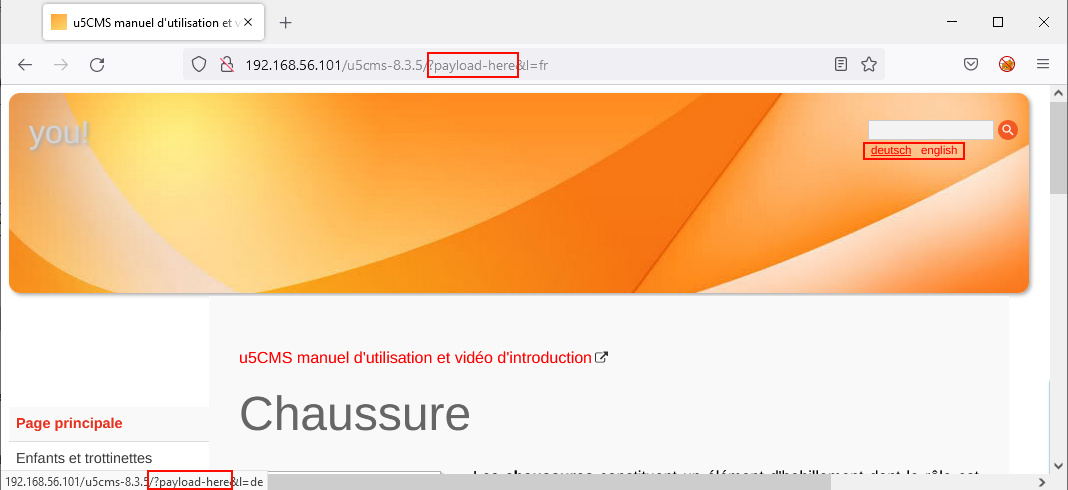 u5CMS manuel d'utilisation et v
192.168.56.101/u5cms-8.3.5/?payload-here&l=fr
you!
deutsch english
u5CMS manuel d'utilisation et vidéo d'introduction
Chaussure
Page principale
Enfants et trottinettes
Les chaussures constituent un élément d'habillement dont le rôle est
192.168.56.101/u5cms-8.3.5/?payload-here&l=de